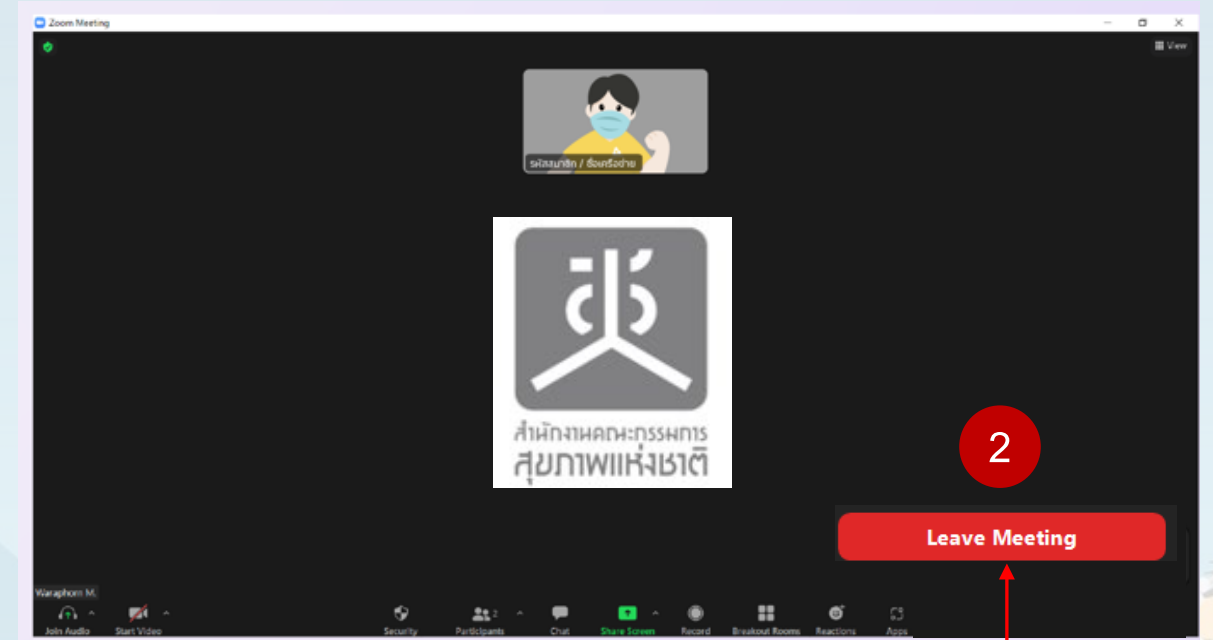 Zoom Meeting
View
รหัสสมาชิก / ชื่อเครือข่าย
สำนักงานคณะกรรมการ
สุขภาพแห่งชาติ
2
Leave Meeting
Waraphorn M.
2
Join Audio Start Video Security Participants Chat Share Screen Record Breakout Rooms Reactions Apps